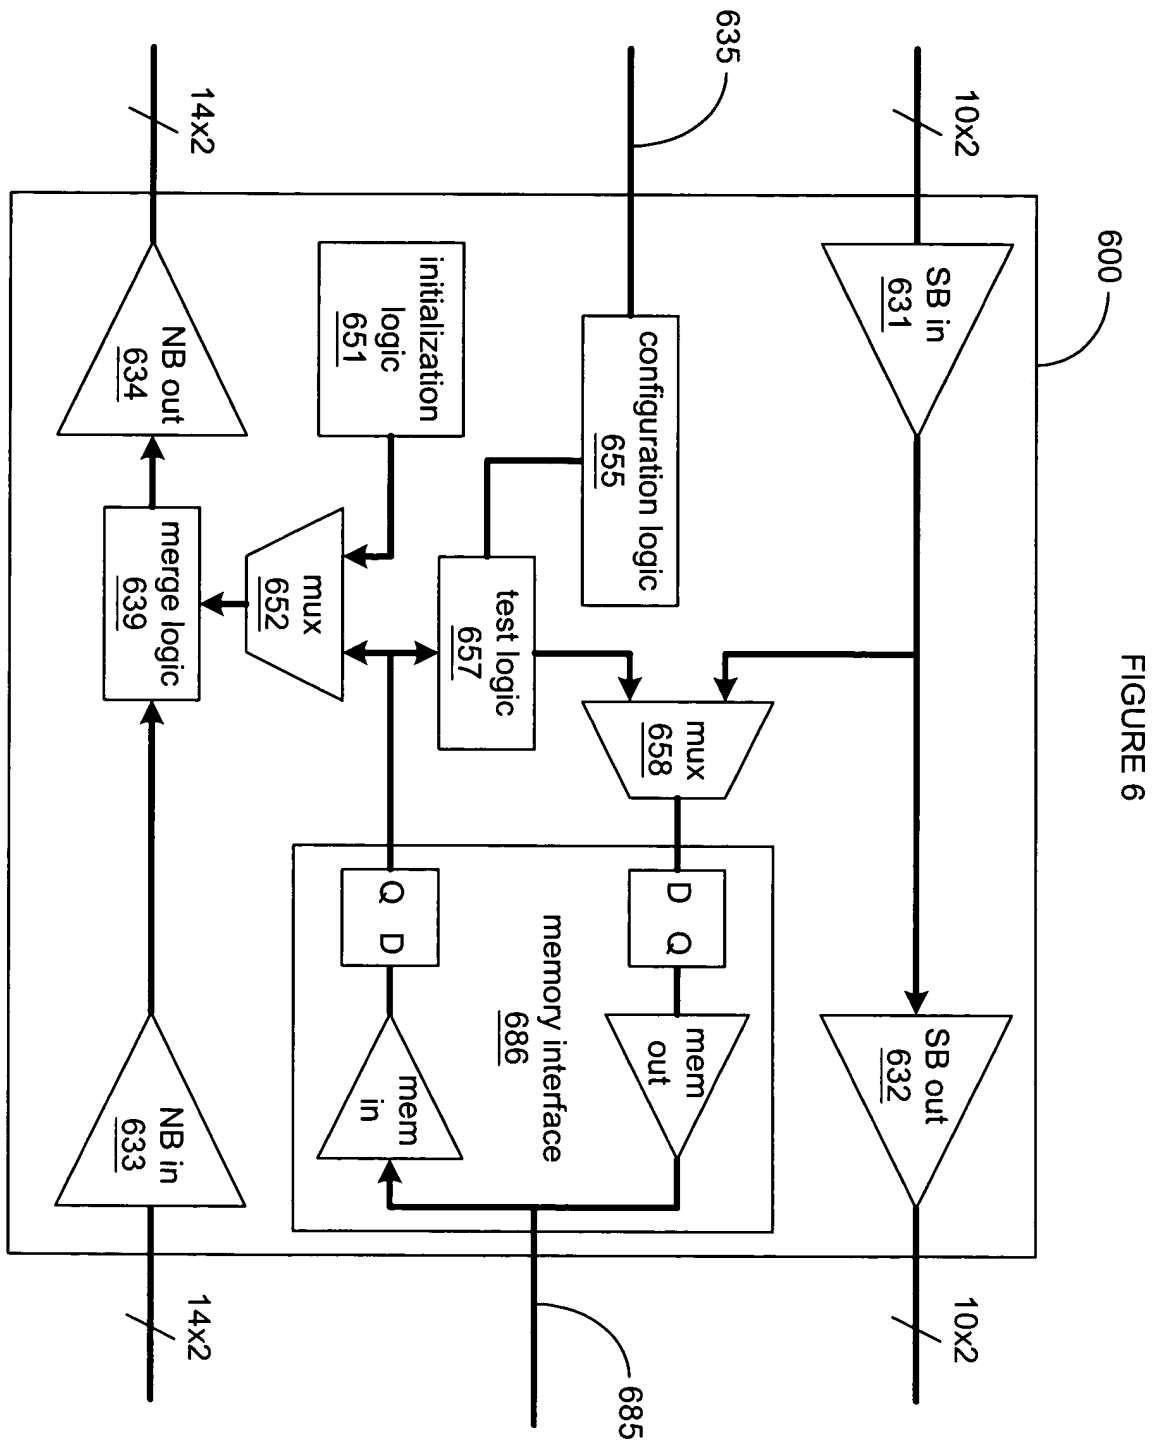 FIGURE 6
600
10x2
SB in
631
SB out
632
10x2
635
configuration logic
655
mux
658
D Q
mem
out
test logic
657
memory interface
686
685
initialization
logic
651
mux
652
Q D
mem
in
14x2
NB out
634
merge logic
639
NB in
633
14x2